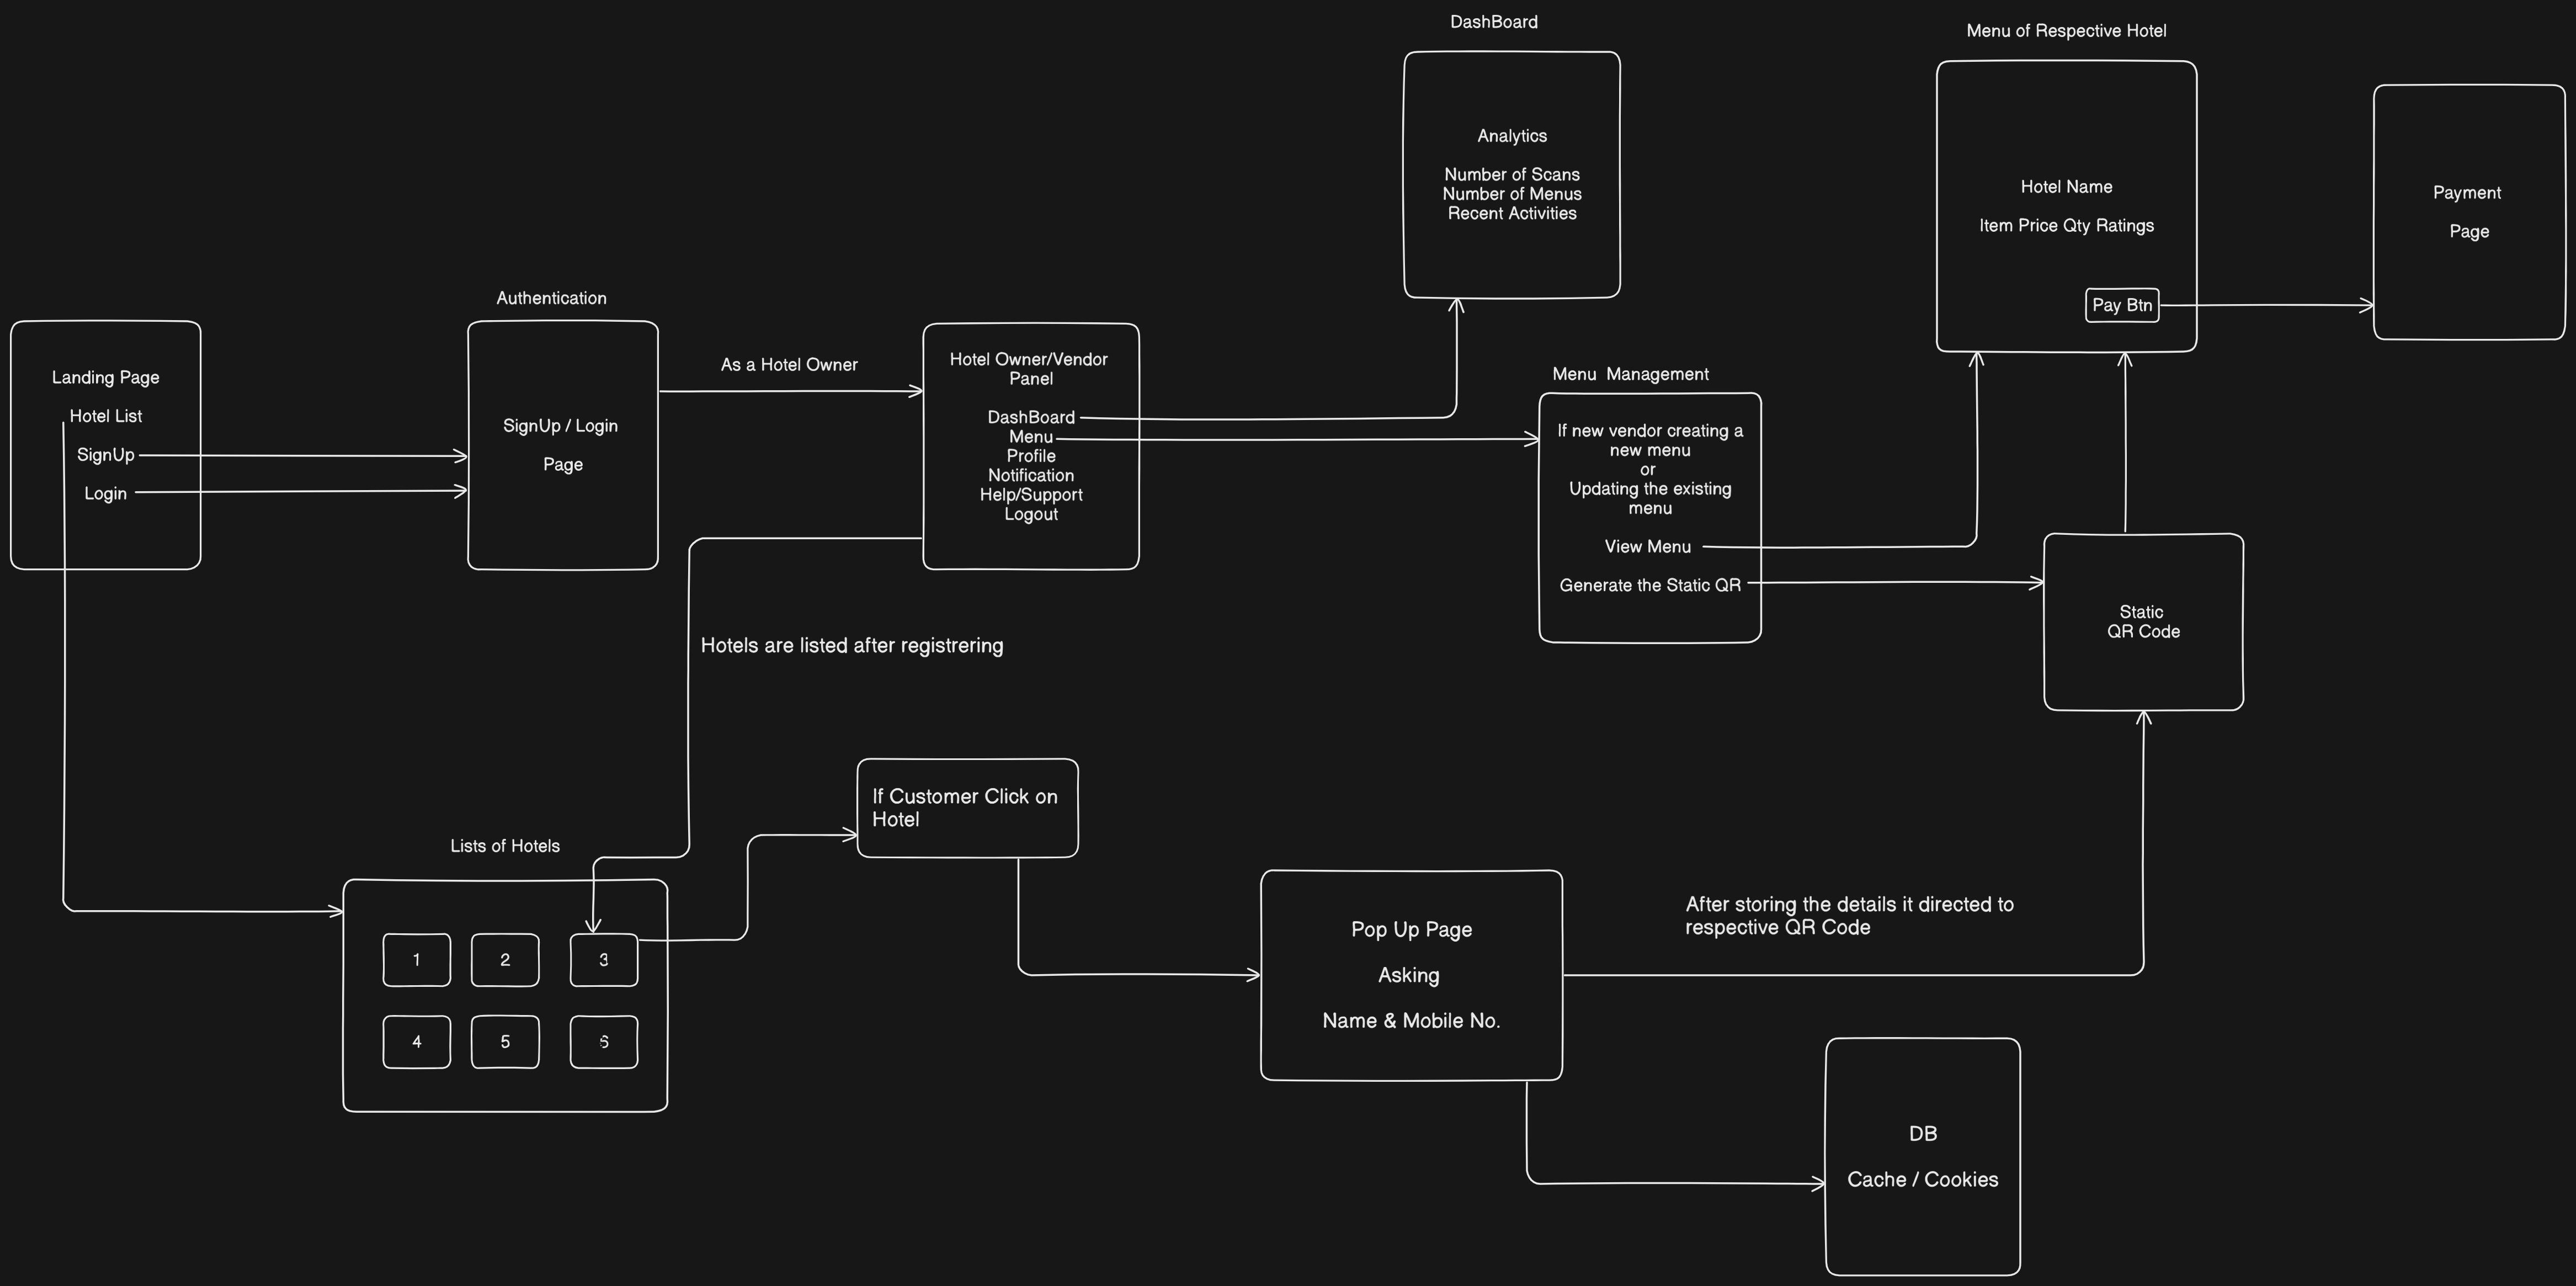 DashBoard
Analytics
Number of Scans
Number of Menus
Recent Activities
Menu of Respective Hotel
Hotel Name
Item Price Qty Ratings
Pay Btn
Payment
Page
Landing Page
Hotel List
SignUp
Login
Authentication
SignUp / Login
Page
As a Hotel Owner
Hotel Owner/Vendor
Panel
DashBoard
Menu
Profile
Notification
Help/Support
Logout
Menu  Management
If new vendor creating a
new menu
or
Updating the existing
menu
View Menu
Generate the Static QR
Static
QR Code
Hotels are listed after registrering
Lists of Hotels
1
2
3
4
5
6
If Customer Click on
Hotel
Pop Up Page
Asking
Name & Mobile No.
After storing the details it directed to
respective QR Code
DB
Cache / Cookies